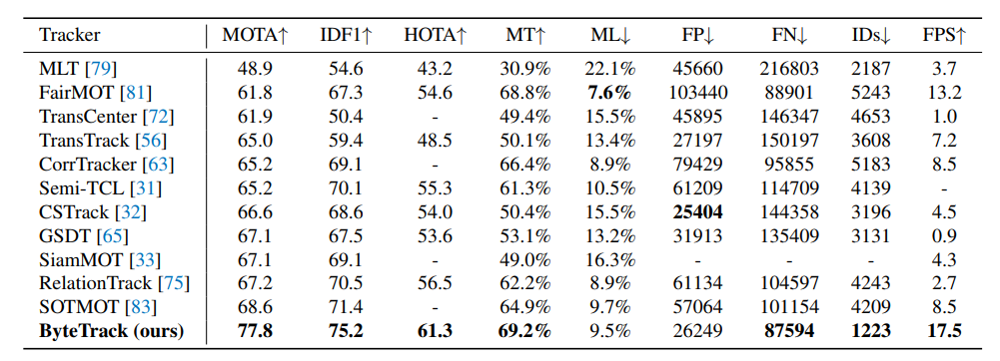 Tracker MOTA↑ IDF1↑ HOTA↑ MT↑ ML↓ FP↓ FN↓ IDs↓ FPS↑
MLT [79] 48.9 54.6 43.2 30.9% 22.1% 45660 216803 2187 3.7
FairMOT [81] 61.8 67.3 54.6 68.8% 7.6% 103440 88901 5243 13.2
TransCenter [72] 61.9 50.4 - 49.4% 15.5% 45895 146347 4653 1.0
TransTrack [56] 65.0 59.4 48.5 50.1% 13.4% 27197 150197 3608 7.2
CorrTracker [63] 65.2 69.1 - 66.4% 8.9% 79429 95855 5183 8.5
Semi-TCL [31] 65.2 70.1 55.3 61.3% 10.5% 61209 114709 4139 -
CSTrack [32] 66.6 68.6 54.0 50.4% 15.5% 25404 144358 3196 4.5
GSDT [65] 67.1 67.5 53.6 53.1% 13.2% 31913 135409 3131 0.9
SiamMOT [33] 67.1 69.1 - 49.0% 16.3% - - - 4.3
RelationTrack [75] 67.2 70.5 56.5 62.2% 8.9% 61134 104597 4243 2.7
SOTMOT [83] 68.6 71.4 - 64.9% 9.7% 57064 101154 4209 8.5
ByteTrack (ours) 77.8 75.2 61.3 69.2% 9.5% 26249 87594 1223 17.5